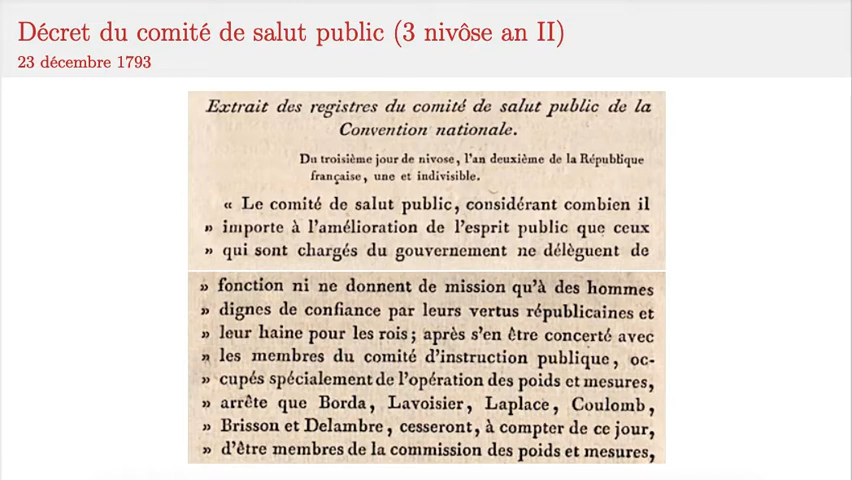 Décret du comité de salut public (3 nivôse an II)
23 décembre 1793
Extrait des registres du comité de salut public de la
Convention nationale.
Du troisième jour de nivose, l'an deuxième de la République
française, une et indivisible.
« Le comité de salut public, considérant combien il
» importe à l'amélioration de l'esprit public que ceux
» qui sont chargés du gouvernement ne délèguent de
» fonction ni ne donnent de mission qu'à des hommes
» dignes de confiance par leurs vertus républicaines et
» leur haine pour les rois ; après s'en être concerté avec
» les membres du comité d'instruction publique, oc-
» cupés spécialement de l'opération des poids et mesures,
» arrête que Borda, Lavoisier, Laplace, Coulomb,
» Brisson et Delambre, cesseront, à compter de ce jour,
» d'être membres de la commission des poids et mesures,